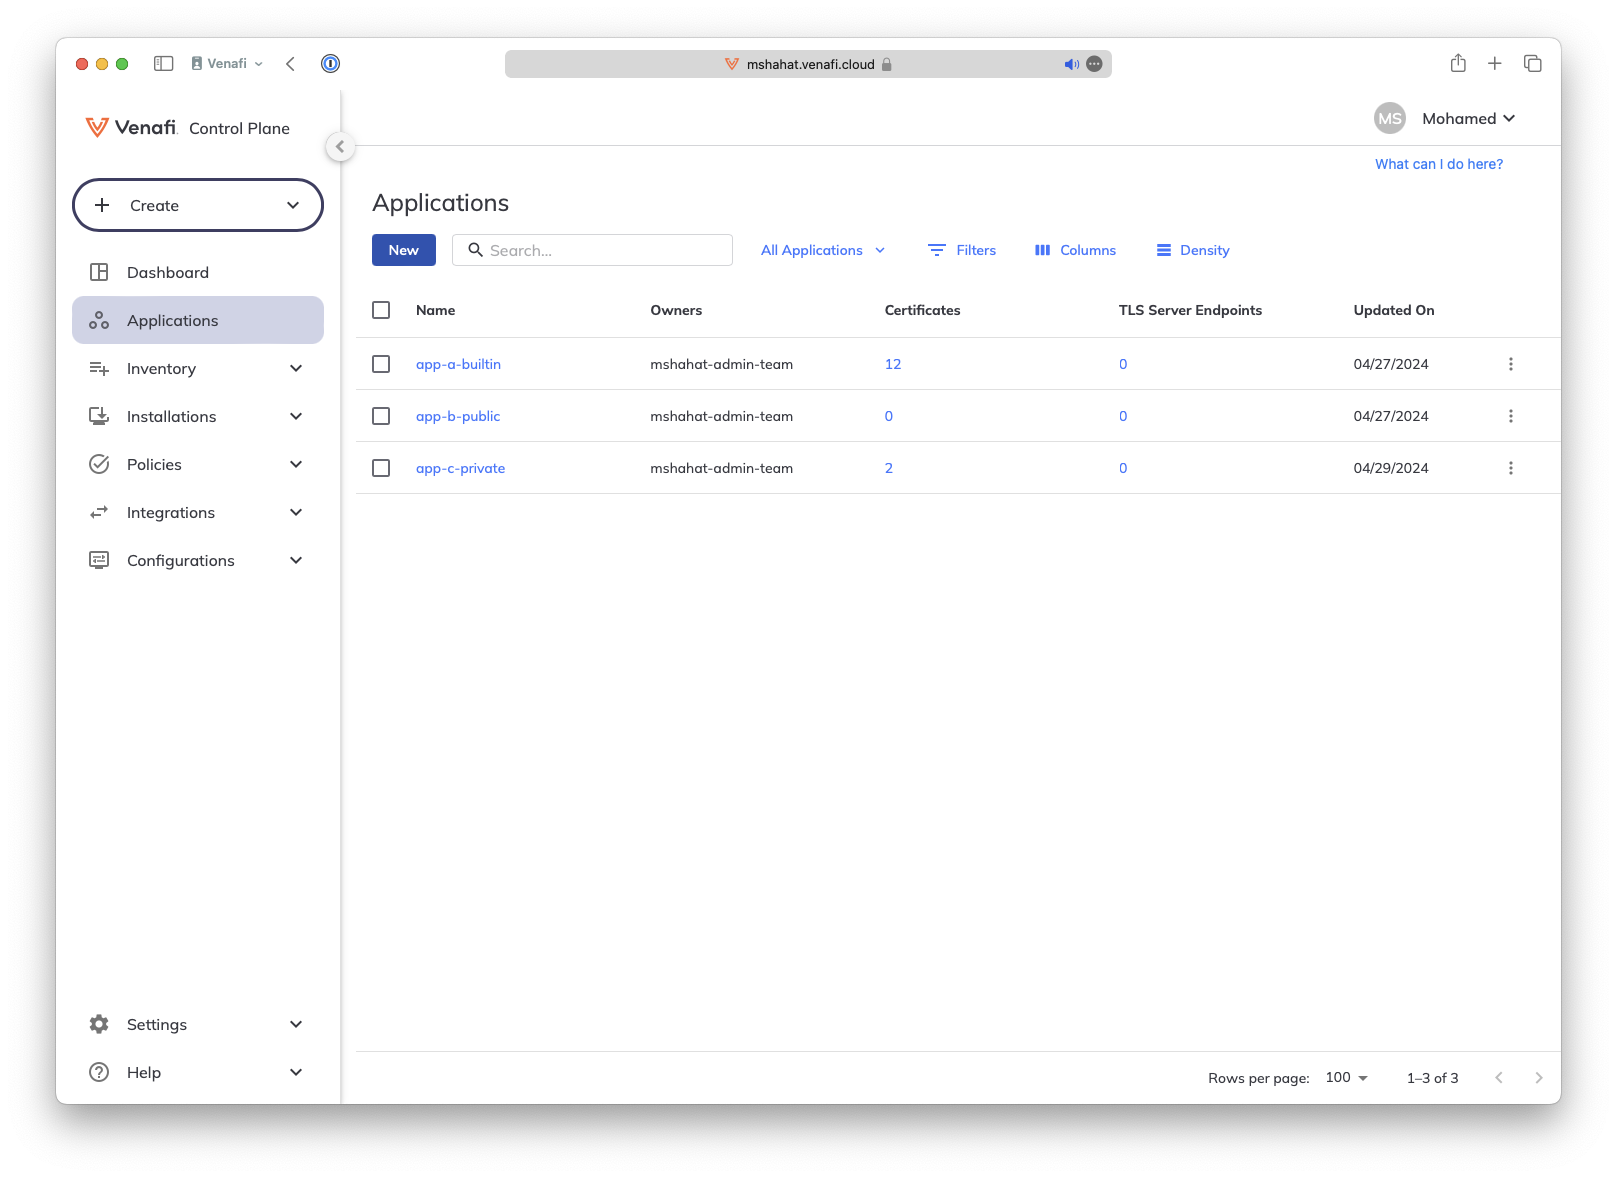 Venafi
mshahat.venafi.cloud
Venafi Control Plane
MS Mohamed
What can I do here?
Create
Dashboard
Applications
Inventory
Installations
Policies
Integrations
Configurations
Settings
Help
Applications
New Search... All Applications Filters Columns Density
Name Owners Certificates TLS Server Endpoints Updated On
app-a-builtin mshahat-admin-team 12 0 04/27/2024
app-b-public mshahat-admin-team 0 0 04/27/2024
app-c-private mshahat-admin-team 2 0 04/29/2024
Rows per page: 100 1–3 of 3